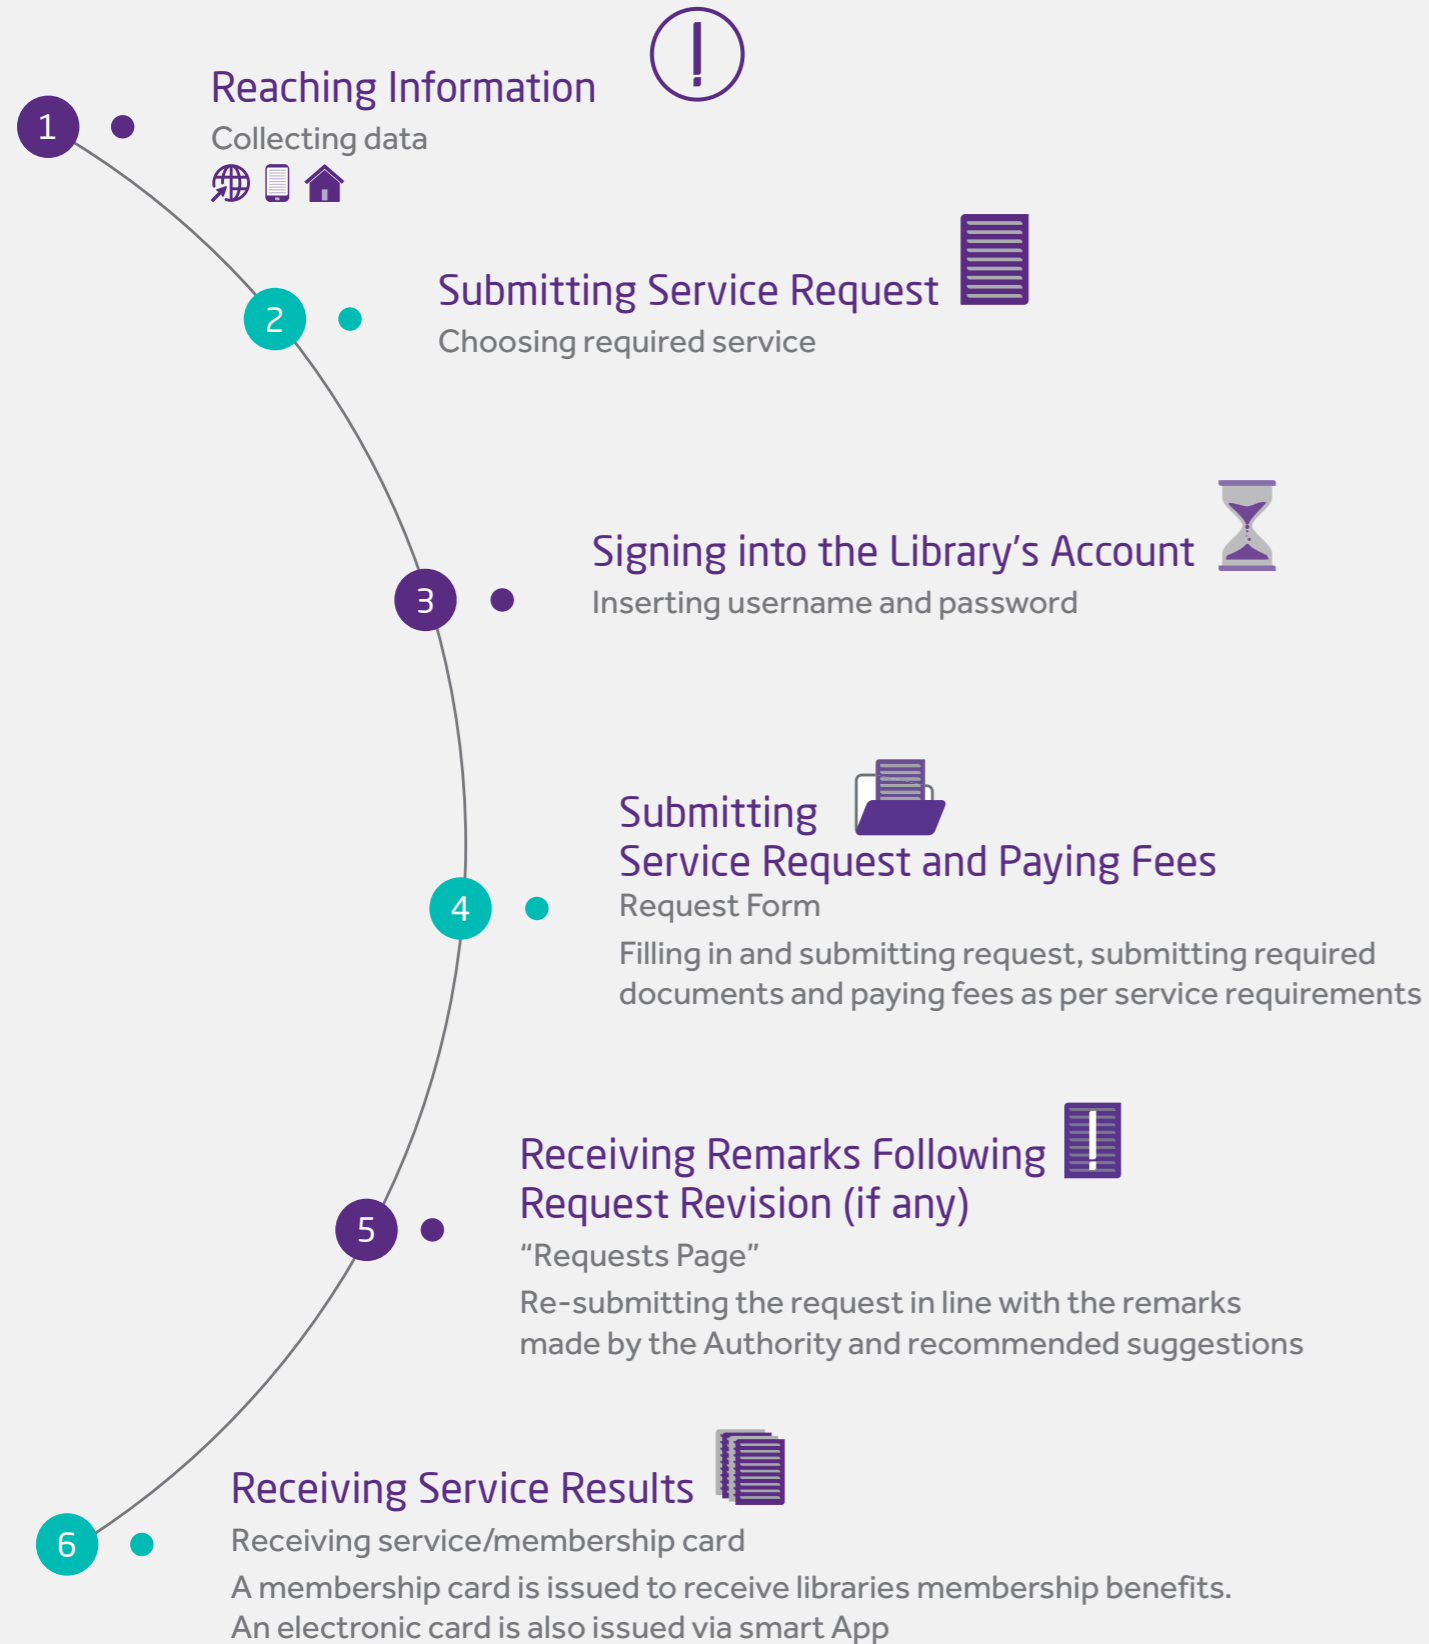 1
Reaching Information
Collecting data
2
Submitting Service Request
Choosing required service
3
Signing into the Library’s Account
Inserting username and password
4
Submitting
Service Request and Paying Fees
Request Form
Filling in and submitting request, submitting required
documents and paying fees as per service requirements
5
Receiving Remarks Following
Request Revision (if any)
“Requests Page”
Re-submitting the request in line with the remarks
made by the Authority and recommended suggestions
6
Receiving Service Results
Receiving service/membership card
A membership card is issued to receive libraries membership benefits.
An electronic card is also issued via smart App